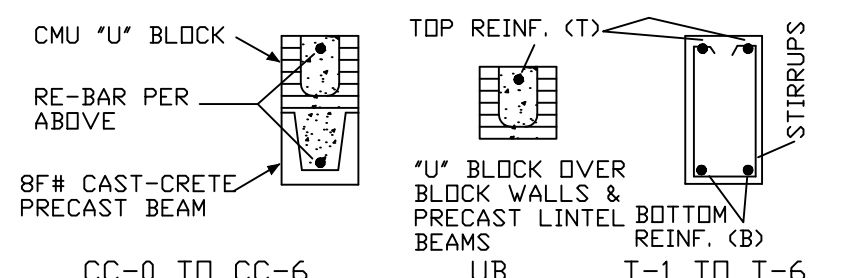 CMU "U" BLOCK
RE-BAR PER
ABOVE
8F# CAST-CRETE
PRECAST BEAM
CC-0 TO CC-6
TOP REINF. (T)
"U" BLOCK OVER
BLOCK WALLS &
PRECAST LINTEL
BEAMS
UB
STIRRUPS
BOTTOM
REINF. (B)
T-1 TO T-6